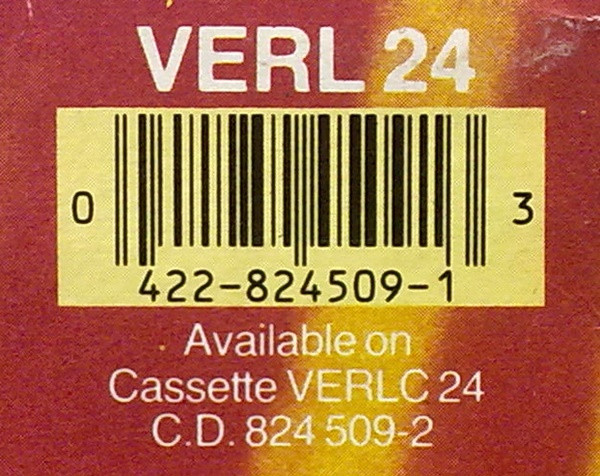 VERL 24
0 3
422-824509-1
Available on
Cassette VERLC 24
C.D. 824 509-2